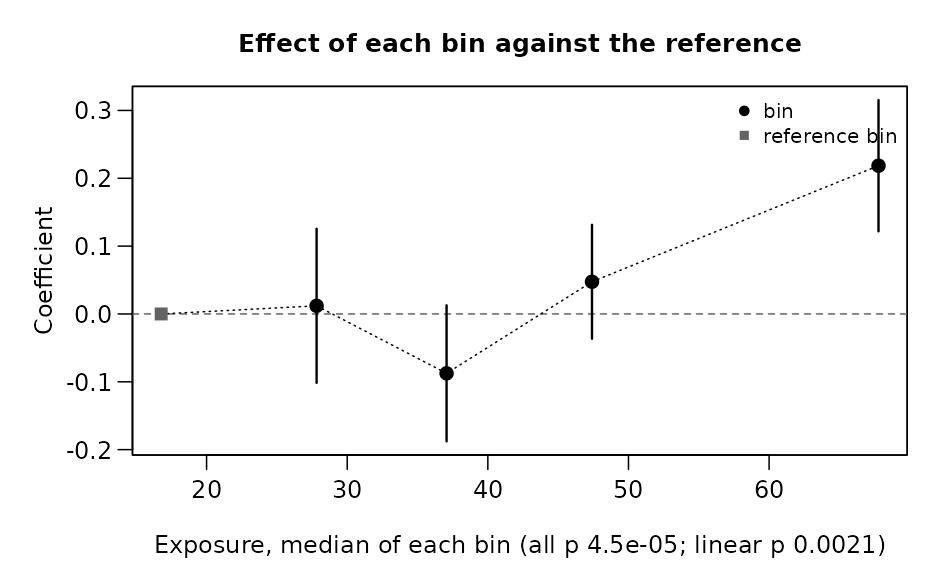 Effect of each bin against the reference
bin
reference bin
Coefficient
0.3
0.2
0.1
0.0
-0.1
-0.2
20 30 40 50 60
Exposure, median of each bin (all p 4.5e-05; linear p 0.0021)